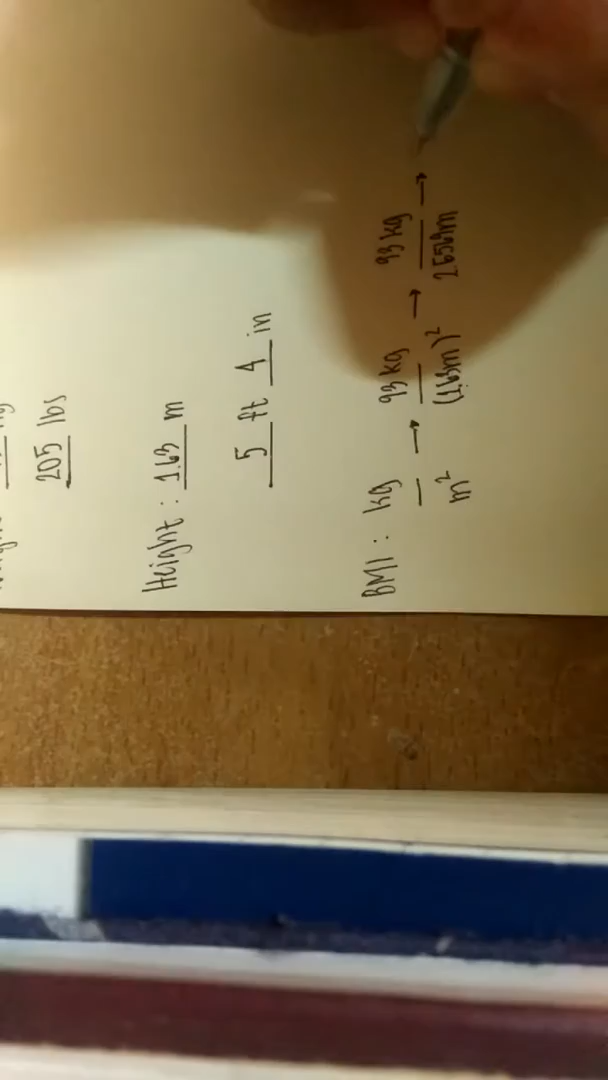 205 lbs
Height : 1.63 m
5 ft 4 in
BMI : kg → 93 kg → 93 kg →
m² (1.63m)² 2.6569m